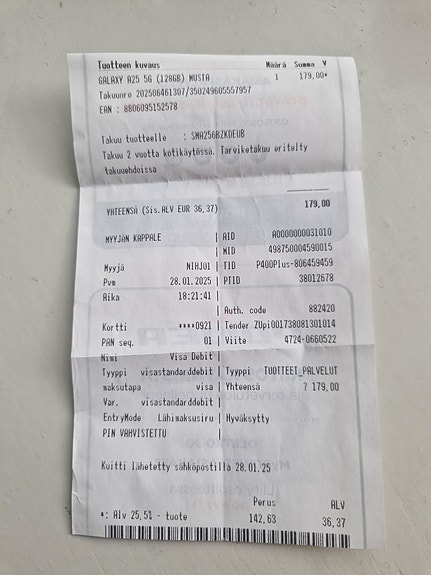 Tuotteen kuvaus Määrä Summa V
GALAXY A25 5G (128GB) MUSTA 1 179,00*
Takuunro 202506461307/350249605557957
EAN : 8806095152578
Takuu tuotteelle : SMA256BZKDEUB
Takuu 2 vuotta kotikäytössä. Tarviketakuu eritelty
takuuehdoissa
YHTEENSÄ (Sis.ALV EUR 36,37) 179,00
MYYJÄN KAPPALE | AID A0000000031010
| MID 498750004590015
Myyjä NIHJ01 | TID P400Plus-806459459
Pvm 28.01.2025 | PTID 38012678
Aika 18:21:41 |
| Auth. code 882420
Kortti ****0921 | Tender ZUpi001738081301014
PAN seq. 01 | Viite 4724-0660522
Nimi Visa Debit |
Tyyppi visastandarddebit | Tyyppi TUOTTEET_PALVELUT
maksutapa visa | Yhteensä ? 179,00
Var. visastandarddebit |
EntryMode Lähimaksusiru | Hyväksytty
PIN VAHVISTETTU |
Kuitti lähetetty sähköpostilla 28.01.25
Perus ALV
*: Alv 25.5% - tuote 142,63 36,37